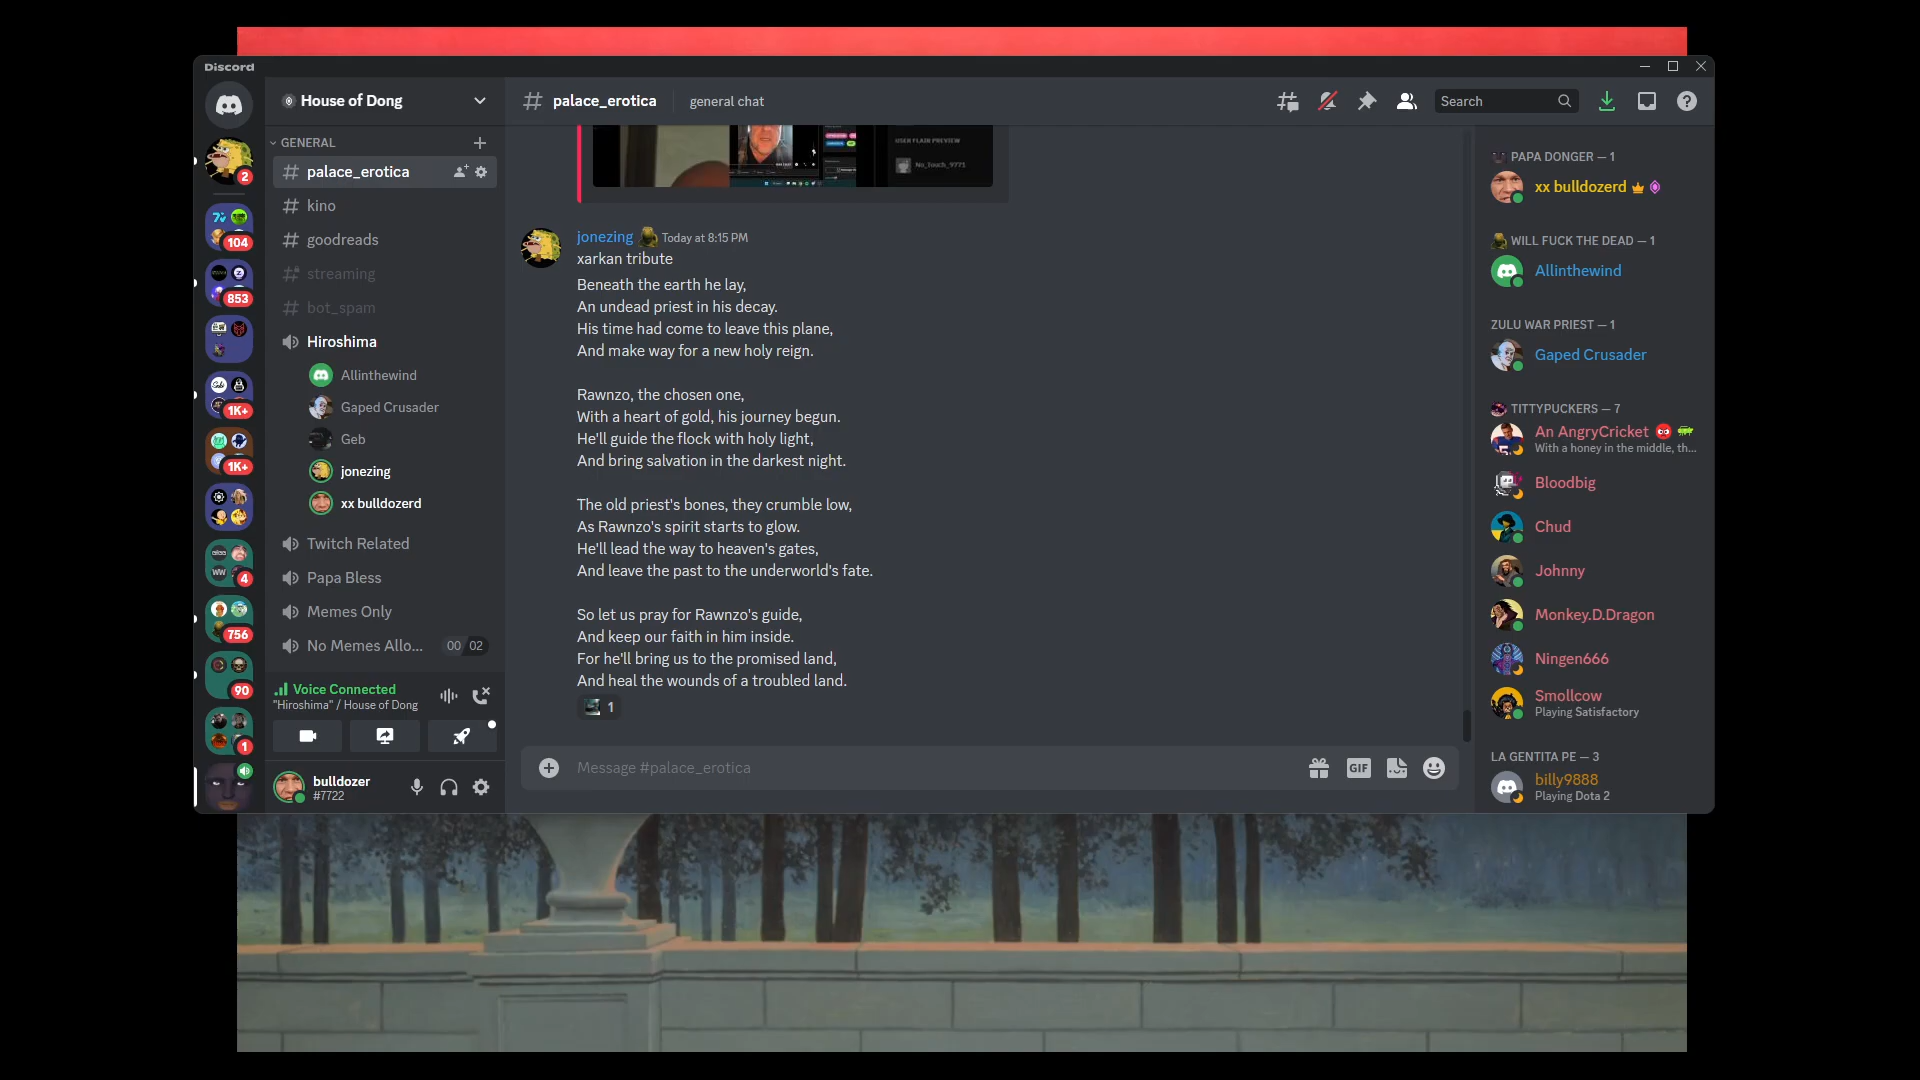 Discord
House of Dong
palace_erotica
general chat
Search
GENERAL
palace_erotica
kino
goodreads
streaming
bot_spam
Hiroshima
Allinthewind
Gaped Crusader
Geb
jonezing
xx bulldozerd
Twitch Related
Papa Bless
Memes Only
No Memes Allo...
00 02
Voice Connected
"Hiroshima" / House of Dong
bulldozer
#7722
2
104
853
1K+
1K+
4
756
90
1
USER FLAIR PREVIEW
No_Touch_9771
jonezing Today at 8:15 PM
xarkan tribute
Beneath the earth he lay,
An undead priest in his decay.
His time had come to leave this plane,
And make way for a new holy reign.
Rawnzo, the chosen one,
With a heart of gold, his journey begun.
He'll guide the flock with holy light,
And bring salvation in the darkest night.
The old priest's bones, they crumble low,
As Rawnzo's spirit starts to glow.
He'll lead the way to heaven's gates,
And leave the past to the underworld's fate.
So let us pray for Rawnzo's guide,
And keep our faith in him inside.
For he'll bring us to the promised land,
And heal the wounds of a troubled land.
1
Message #palace_erotica
GIF
PAPA DONGER — 1
xx bulldozerd
WILL FUCK THE DEAD — 1
Allinthewind
ZULU WAR PRIEST — 1
Gaped Crusader
TITTYPUCKERS — 7
An AngryCricket
With a honey in the middle, th...
Bloodbig
Chud
Johnny
Monkey.D.Dragon
Ningen666
Smollcow
Playing Satisfactory
LA GENTITA PE — 3
billy9888
Playing Dota 2